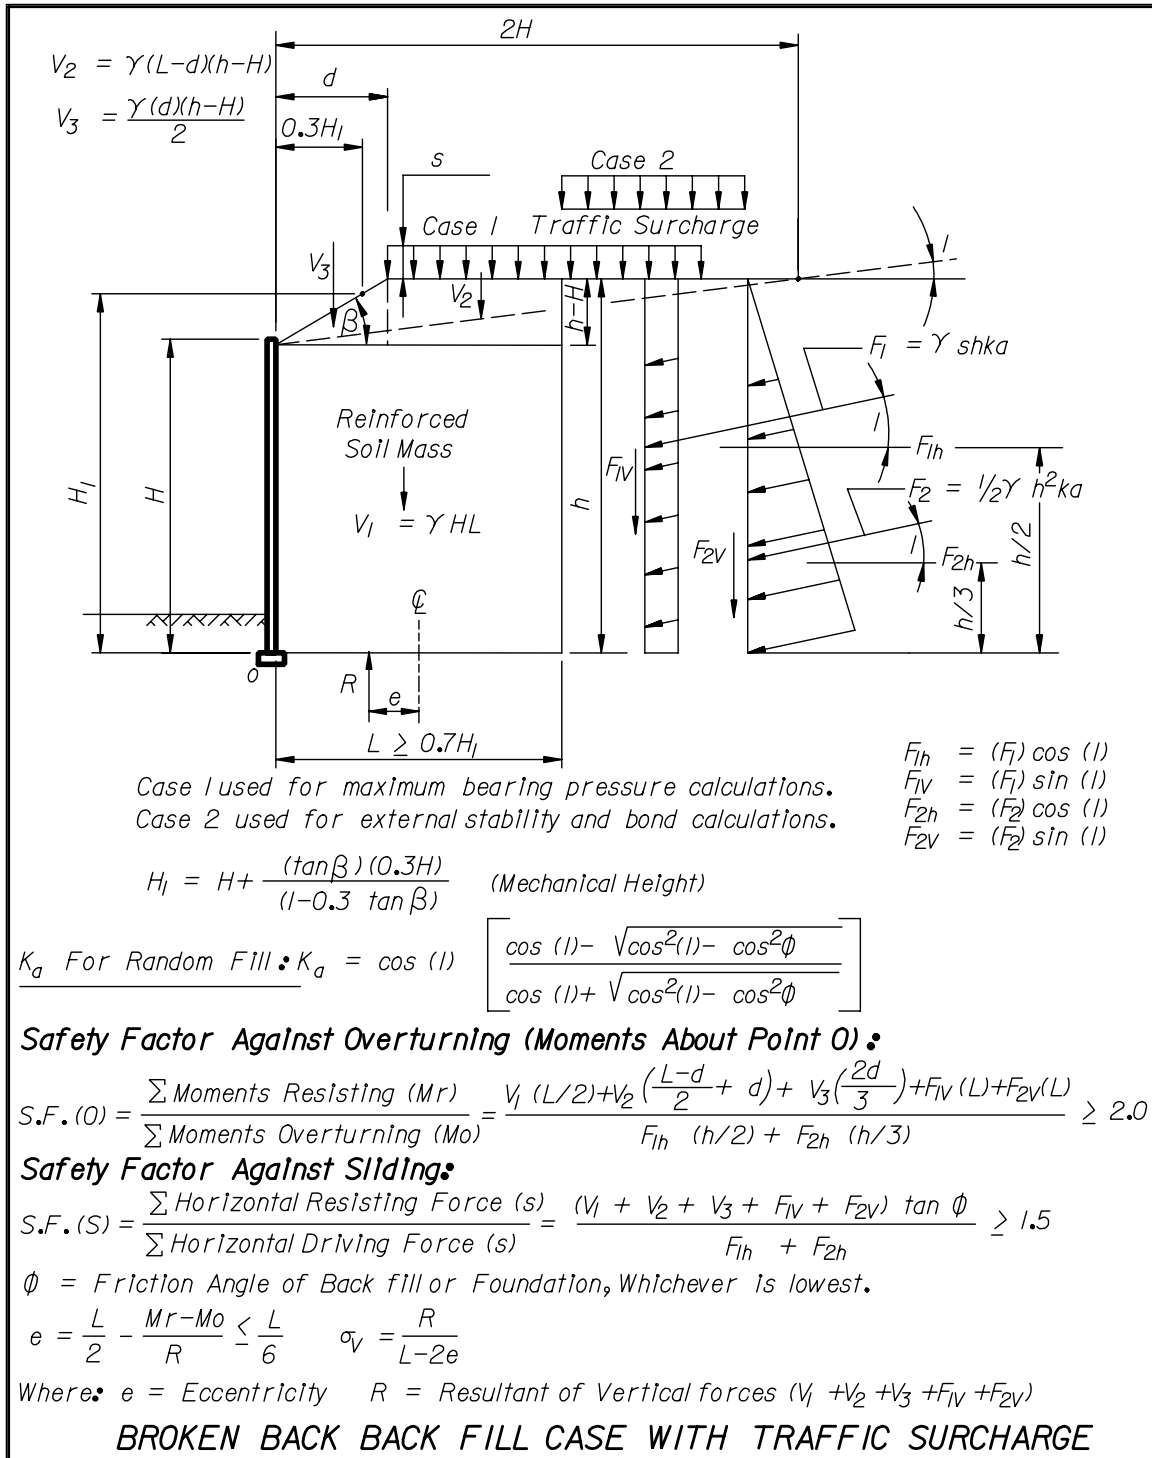 2H
V2 = γ(L-d)(h-H)
d
V3 = γ(d)(h-H)/2
0.3H1
s
Case 2
Case 1
Traffic Surcharge
I
V3
V2
β
h-H
F1 = γ shka
I
F1h
Reinforced
Soil Mass
V1 = γ HL
H1
H
h
F1V
F2 = 1/2γ h²ka
I
F2h
F2V
h/2
h/3
℄
O
R
e
L ≥ 0.7H1
F1h = (F1) cos (I)
F1V = (F1) sin (I)
F2h = (F2) cos (I)
F2V = (F2) sin (I)
Case 1 used for maximum bearing pressure calculations.
Case 2 used for external stability and bond calculations.
H1 = H+ (tanβ)(0.3H)/(1-0.3 tanβ) (Mechanical Height)
Ka For Random Fill: Ka = cos (I) [cos (I)- √cos²(I)- cos²ϕ / cos (I)+ √cos²(I)- cos²ϕ]
Safety Factor Against Overturning (Moments About Point O):
S.F.(O) = Σ Moments Resisting (Mr) / Σ Moments Overturning (Mo) = V1 (L/2)+V2 (L-d/2 + d)+ V3(2d/3)+F1V (L)+F2V(L) / F1h (h/2) + F2h (h/3) ≥ 2.0
Safety Factor Against Sliding:
S.F.(S) = Σ Horizontal Resisting Force (s) / Σ Horizontal Driving Force (s) = (V1 + V2 + V3 + F1V + F2V) tan ϕ / F1h + F2h ≥ 1.5
ϕ = Friction Angle of Back fill or Foundation, Whichever is lowest.
e = L/2 - Mr-Mo/R ≤ L/6 σV = R/L-2e
Where: e = Eccentricity R = Resultant of Vertical forces (V1 +V2 +V3 +F1V +F2V)
BROKEN BACK BACK FILL CASE WITH TRAFFIC SURCHARGE